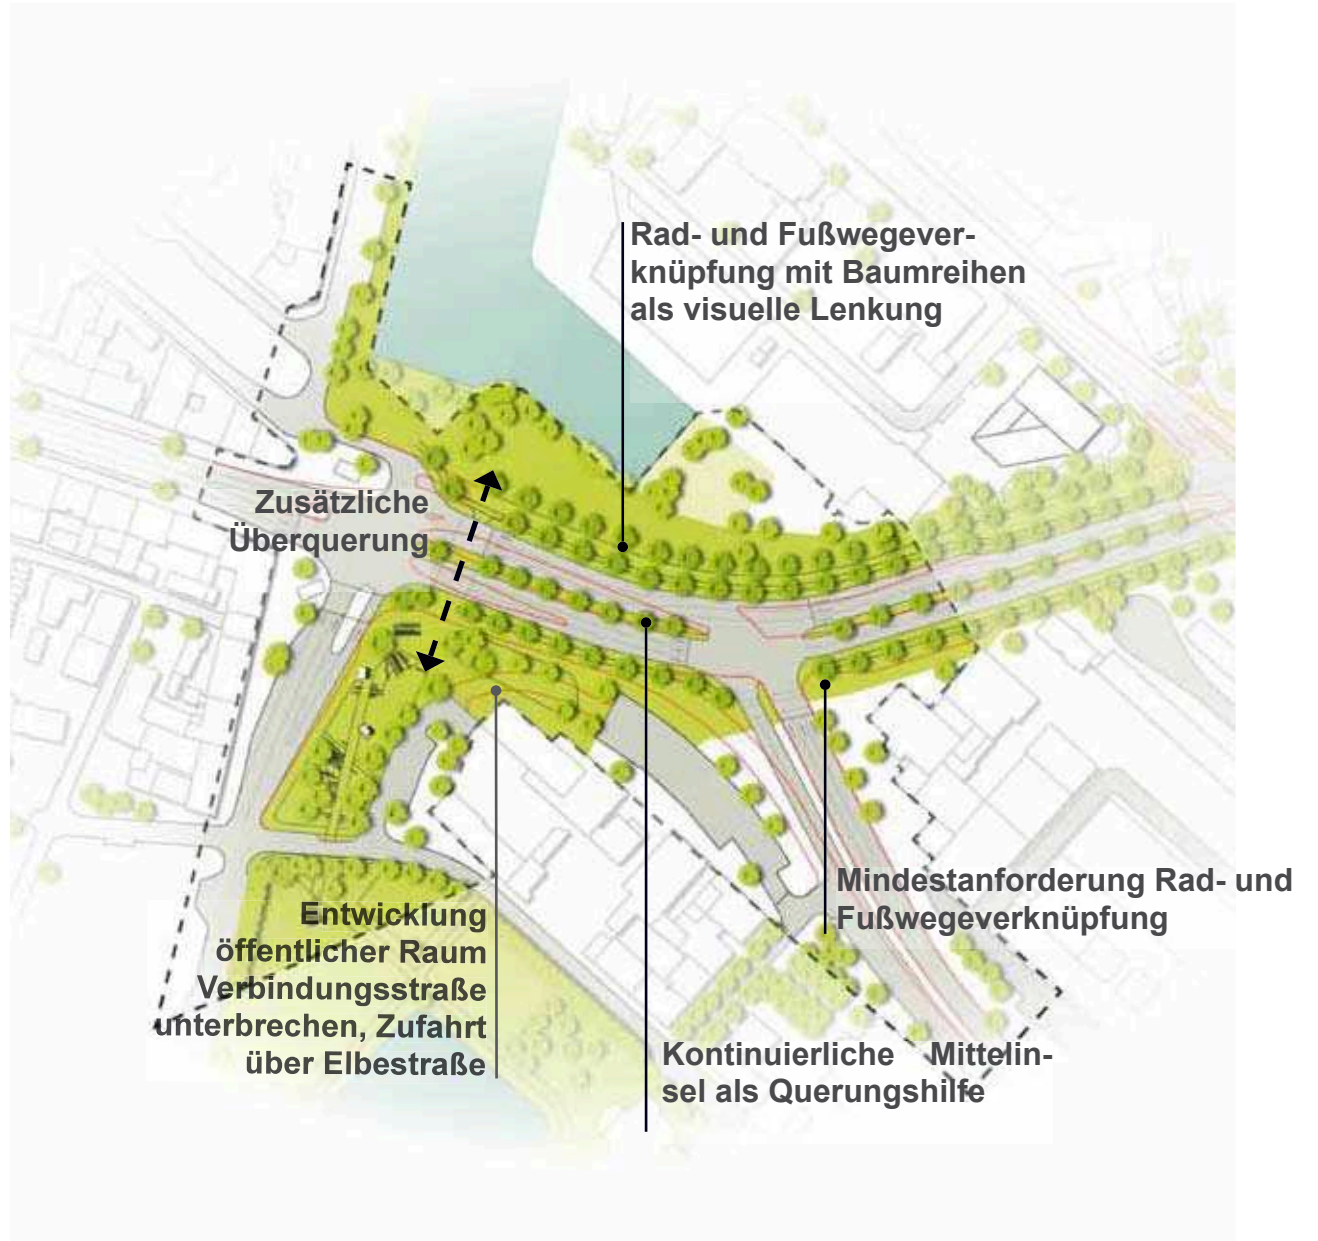 Rad- und Fußwegever-
knüpfung mit Baumreihen
als visuelle Lenkung
Zusätzliche
Überquerung
Mindestanforderung Rad- und
Fußwegeverknüpfung
Entwicklung
öffentlicher Raum
Verbindungsstraße
unterbrechen, Zufahrt
über Elbestraße
Kontinuierliche Mittelin-
sel als Querungshilfe